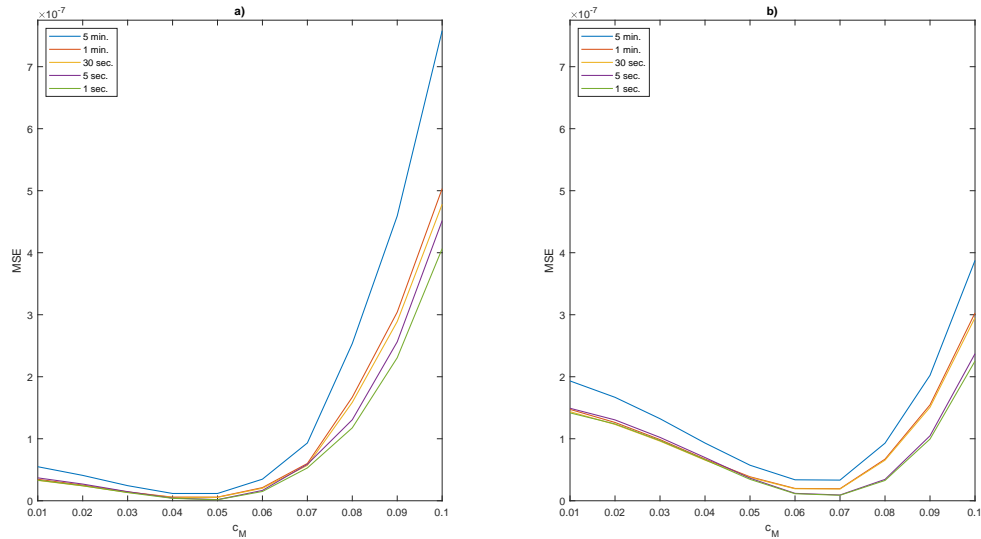 a)
×10^-7
5 min.
1 min.
30 sec.
5 sec.
1 sec.
7
6
5
4
3
2
1
0
MSE
0.01 0.02 0.03 0.04 0.05 0.06 0.07 0.08 0.09 0.1
c_M
b)
×10^-7
5 min.
1 min.
30 sec.
5 sec.
1 sec.
7
6
5
4
3
2
1
0
MSE
0.01 0.02 0.03 0.04 0.05 0.06 0.07 0.08 0.09 0.1
c_M